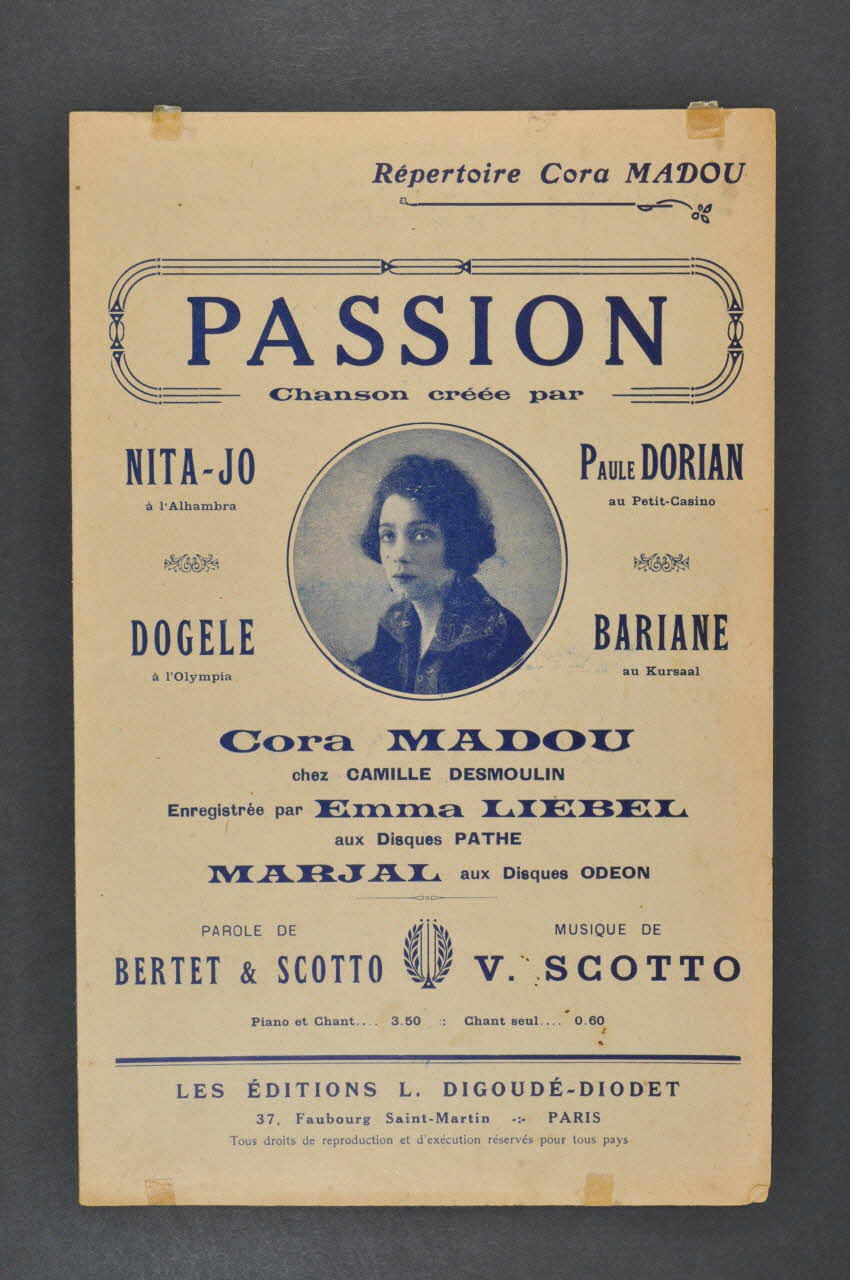 Répertoire Cora MADOU
PASSION
Chanson créée par
NITA-JO
à l'Alhambra
PAULE DORIAN
au Petit-Casino
DOGELE
à l'Olympia
BARIANE
au Kursaal
Cora MADOU
chez CAMILLE DESMOULIN
Enregistrée par Emma LIEBEL
aux Disques PATHE
MARJAL aux Disques ODEON
PAROLE DE
BERTET & SCOTTO
MUSIQUE DE
V. SCOTTO
Piano et Chant.... 3.50 :: Chant seul.... 0.60
LES ÉDITIONS L. DIGOUDÉ-DIODET
37, Faubourg Saint-Martin -:- PARIS
Tous droits de reproduction et d'exécution réservés pour tous pays